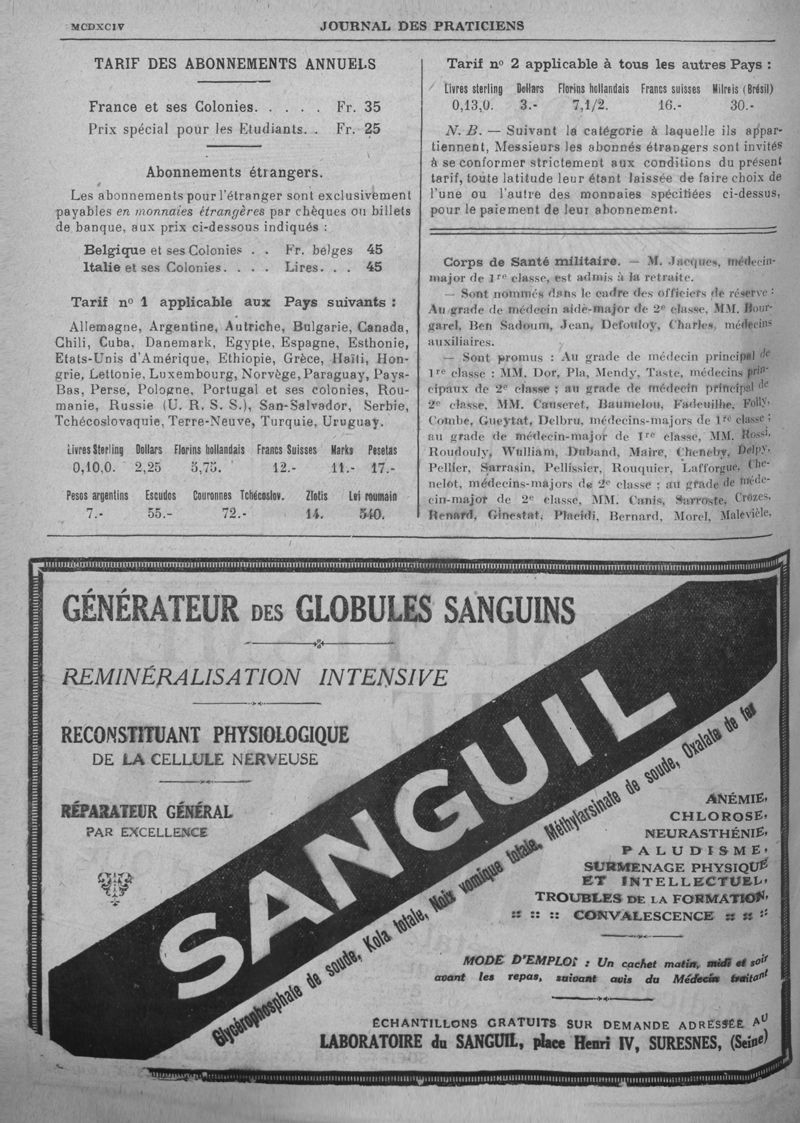 MCDXCIV
JOURNAL DES PRATICIENS
TARIF DES ABONNEMENTS ANNUELS
France et ses Colonies. . . . . Fr. 35
Prix spécial pour les Etudiants. . Fr. 25
Abonnements étrangers.
Les abonnements pour l'étranger sont exclusivement
payables en monnaies étrangères par chèques ou billets
de banque, aux prix ci-dessous indiqués :
Belgique et ses Colonies . . Fr. belges 45
Italie et ses Colonies. . . . Lires. . . 45
Tarif nº 1 applicable aux Pays suivants :
Allemagne, Argentine, Autriche, Bulgarie, Canada,
Chili, Cuba, Danemark, Egypte, Espagne, Esthonie,
Etats-Unis d'Amérique, Ethiopie, Grèce, Haïti, Hon-
grie, Lettonie, Luxembourg, Norvège, Paraguay, Pays-
Bas, Perse, Pologne, Portugal et ses colonies, Rou-
manie, Russie (U. R. S. S.), San-Salvador, Serbie,
Tchécoslovaquie, Terre-Neuve, Turquie, Uruguay.
Livres Sterling Dollars Florins hollandais Francs Suisses Marks Pesetas
0,10,0. 2,25 5,75. 12.- 11.- 17.-
Pesos argentins Escudos Couronnes Tchécoslov. Zlotis Lei roumain
7.- 55.- 72.- 14. 540.
Tarif nº 2 applicable à tous les autres Pays :
Livres sterling Dollars Florins hollandais Francs suisses Milreis (Brésil)
0,13,0. 3.- 7,1/2. 16.- 30.-
N. B. — Suivant la catégorie à laquelle ils appar-
tiennent, Messieurs les abonnés étrangers sont invités
à se conformer strictement aux conditions du présent
tarif, toute latitude leur étant laissée de faire choix de
l'une ou l'autre des monnaies spécifiées ci-dessus,
pour le paiement de leur abonnement.
Corps de Santé militaire. — M. Jacques, médecin-
major de 1re classe, est admis à la retraite.
— Sont nommés dans le cadre des officiers de réserve :
Au grade de médecin aide-major de 2e classe, MM. Bour-
garel, Ben Sadoum, Jean, Defouloy, Charles, médecins
auxiliaires.
— Sont promus : Au grade de médecin principal de
1re classe : MM. Dor, Pla, Mendy, Taste, médecins prin-
cipaux de 2e classe ; au grade de médecin principal de
2e classe, MM. Causeret, Baumelou, Fadeuilhe, Folly,
Combe, Gueytat, Delbru, médecins-majors de 1re classe ;
au grade de médecin-major de 1re classe, MM. Rossi,
Roudouly, Wulliam, Duband, Maire, Cheneby, Delpy,
Pellier, Sarrasin, Pellissier, Rouquier, Lafforgue, Che-
nelot, médecins-majors de 2e classe ; au grade de méde-
cin-major de 2e classe, MM. Canis, Sarroste, Crozes,
Renard, Ginestat, Placidi, Bernard, Morel, Malevièle,
GÉNÉRATEUR DES GLOBULES SANGUINS
REMINÉRALISATION INTENSIVE
RECONSTITUANT PHYSIOLOGIQUE
DE LA CELLULE NERVEUSE
RÉPARATEUR GÉNÉRAL
PAR EXCELLENCE
SANGUIL
Glycérophosphate de soude, Kola totale, Noix vomique totale, Méthylarsinate de soude, Oxalate de fer
ANÉMIE,
CHLOROSE,
NEURASTHÉNIE,
PALUDISME,
SURMENAGE PHYSIQUE
ET INTELLECTUEL,
TROUBLES DE LA FORMATION,
:: :: :: CONVALESCENCE :: :: ::
MODE D'EMPLOI : Un cachet matin, midi et soir
avant les repas, suivant avis du Médecin traitant
ÉCHANTILLONS GRATUITS SUR DEMANDE ADRESSÉE AU
LABORATOIRE du SANGUIL, place Henri IV, SURESNES, (Seine)